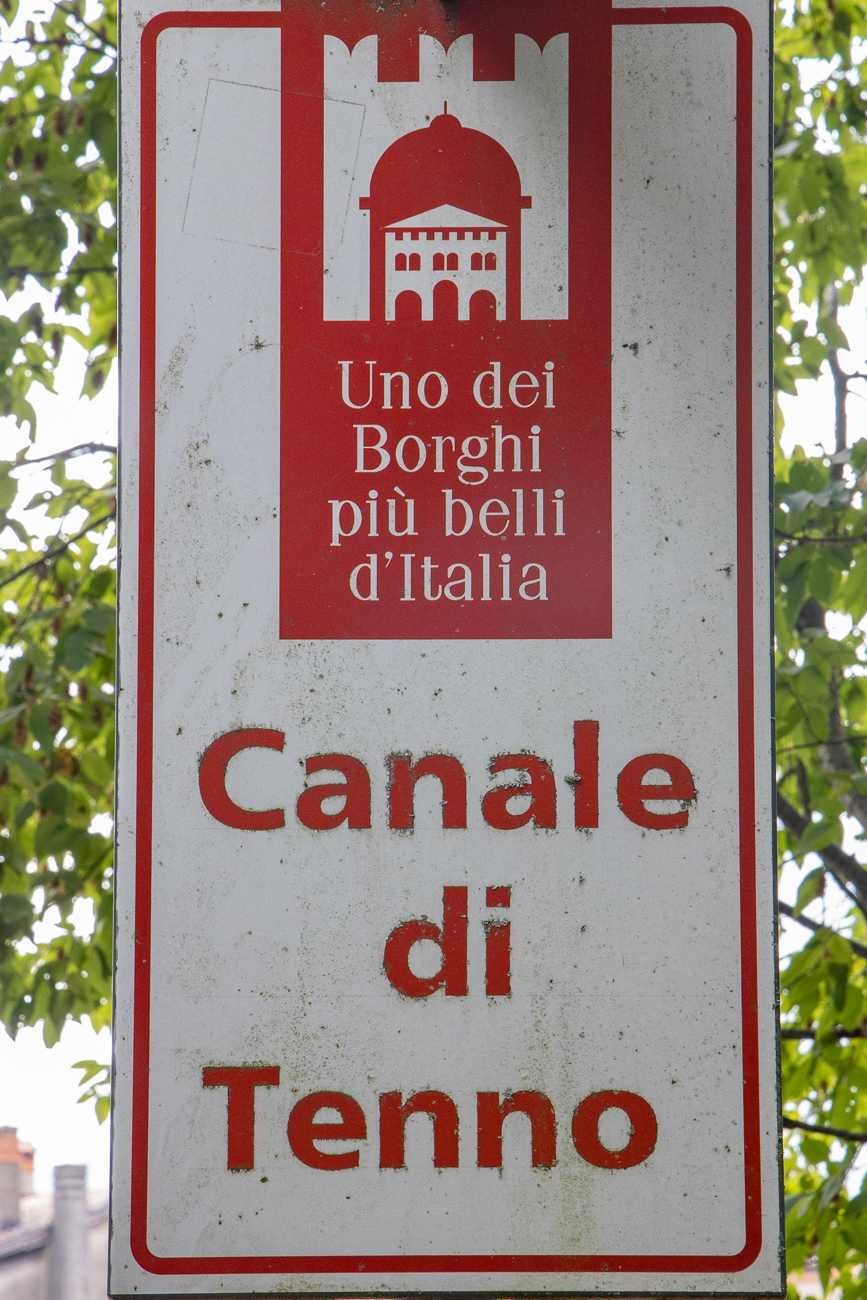 Uno dei
Borghi
più belli
d'Italia
Canale
di
Tenno